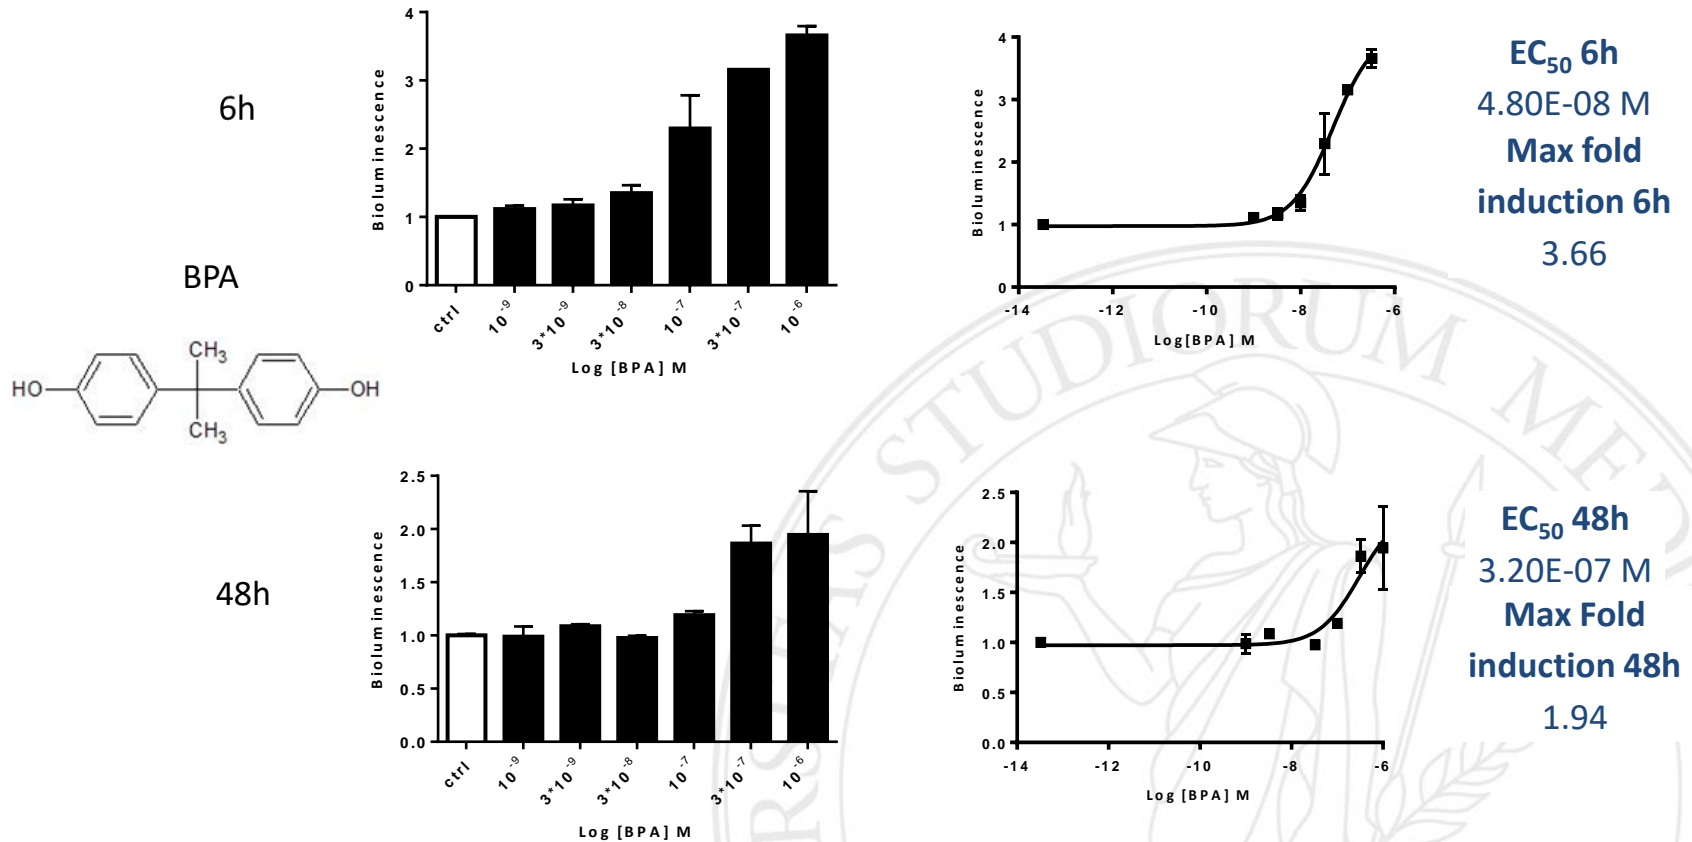 6h
BPA
HO
CH3
CH3
OH
48h
Bioluminescence
4
3
2
1
0
ctrl
10^-9
3*10^-9
3*10^-8
10^-7
3*10^-7
10^-6
Log [BPA] M
Bioluminescence
4
3
2
1
0
-14
-12
-10
-8
-6
Log[BPA] M
EC50 6h
4.80E-08 M
Max fold
induction 6h
3.66
Bioluminescence
2.5
2.0
1.5
1.0
0.5
0.0
ctrl
10^-9
3*10^-9
3*10^-8
10^-7
3*10^-7
10^-6
Log [BPA] M
Bioluminescence
2.5
2.0
1.5
1.0
0.5
0.0
-14
-12
-10
-8
-6
Log [BPA] M
EC50 48h
3.20E-07 M
Max Fold
induction 48h
1.94
STUDIORUM